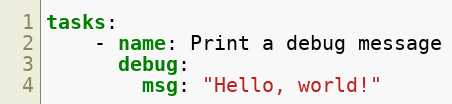 1 tasks:
2     - name: Print a debug message
3       debug:
4         msg: "Hello, world!"